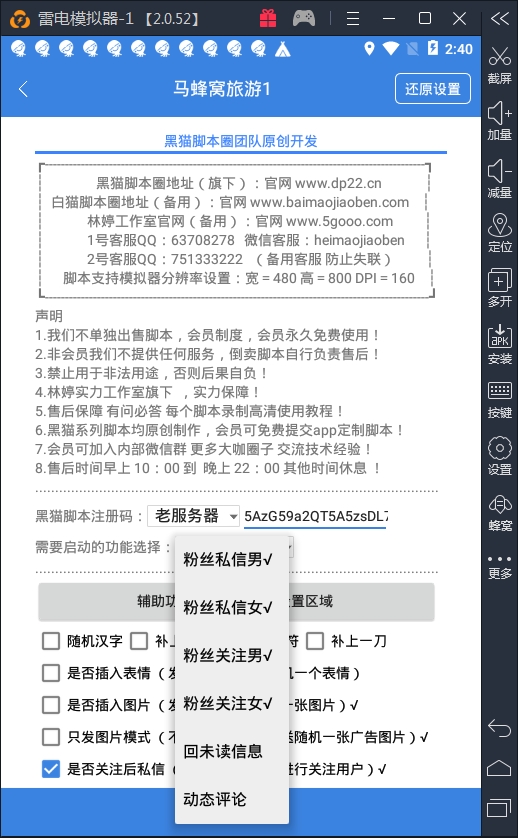 雷电模拟器-1 【2.0.52】
2:40
马蜂窝旅游1
还原设置
黑猫脚本圈团队原创开发
黑猫脚本圈地址（旗下）：官网 www.dp22.cn
白猫脚本圈地址（备用）：官网 www.baimaojiaoben.com
林婷工作室官网（备用）：www.5gooo.com
1号客服QQ：63708278 微信客服：heimaojiaoben
2号客服QQ：751333222 （备用客服 防止失联）
脚本支持模拟器分辨率设置：宽＝480 高＝800 DPI＝160
声明
1.我们不单独出售脚本，会员制度，会员永久免费使用！
2.非会员我们不提供任何服务，倒卖脚本自行负责售后！
3.禁止用于非法用途，否则后果自负！
4.林婷实力工作室旗下 ，实力保障！
5.售后保障 有问必答 每个脚本录制高清使用教程！
6.黑猫系列脚本均原创制作，会员可免费提交app定制脚本！
7.会员可加入内部微信群 更多大咖圈子 交流技术经验！
8.售后时间早上 10：00 到 晚上 22：00 其他时间休息 ！
黑猫脚本注册码：
老服务器
5AzG59a2QT5A5zsDL7
需要启动的功能选择：
粉丝私信男√
粉丝私信女√
粉丝关注男√
粉丝关注女√
回未读信息
动态评论
辅助功 置区域
随机汉字 补上 符 补上一刀
是否插入表情（发 机一个表情）
是否插入图片（发 一张图片）√
只发图片模式（不 送随机一张广告图片）√
是否关注后私信（ 进行关注用户）√
截屏
加量
减量
定位
多开
APK
安装
按键
设置
蜂窝
更多